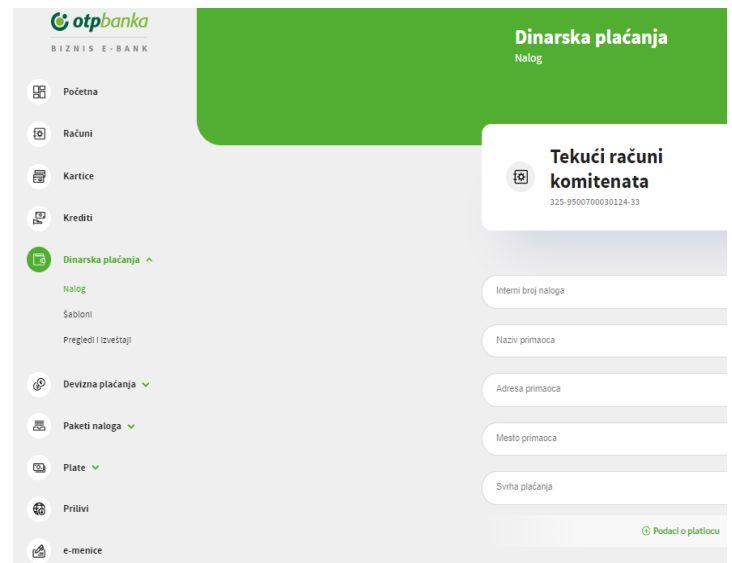 otpbanka
BIZNIS E-BANK
Početna
Računi
Kartice
Krediti
Dinarska plaćanja
Nalog
Šabloni
Pregledi i izveštaji
Devizna plaćanja
Paketi naloga
Plate
Prilivi
e-menice
Dinarska plaćanja
Nalog
Tekući računi
komitenata
325-9500700030124-33
Interni broj naloga
Naziv primaoca
Adresa primaoca
Mesto primaoca
Svrha plaćanja
Podaci o platiocu